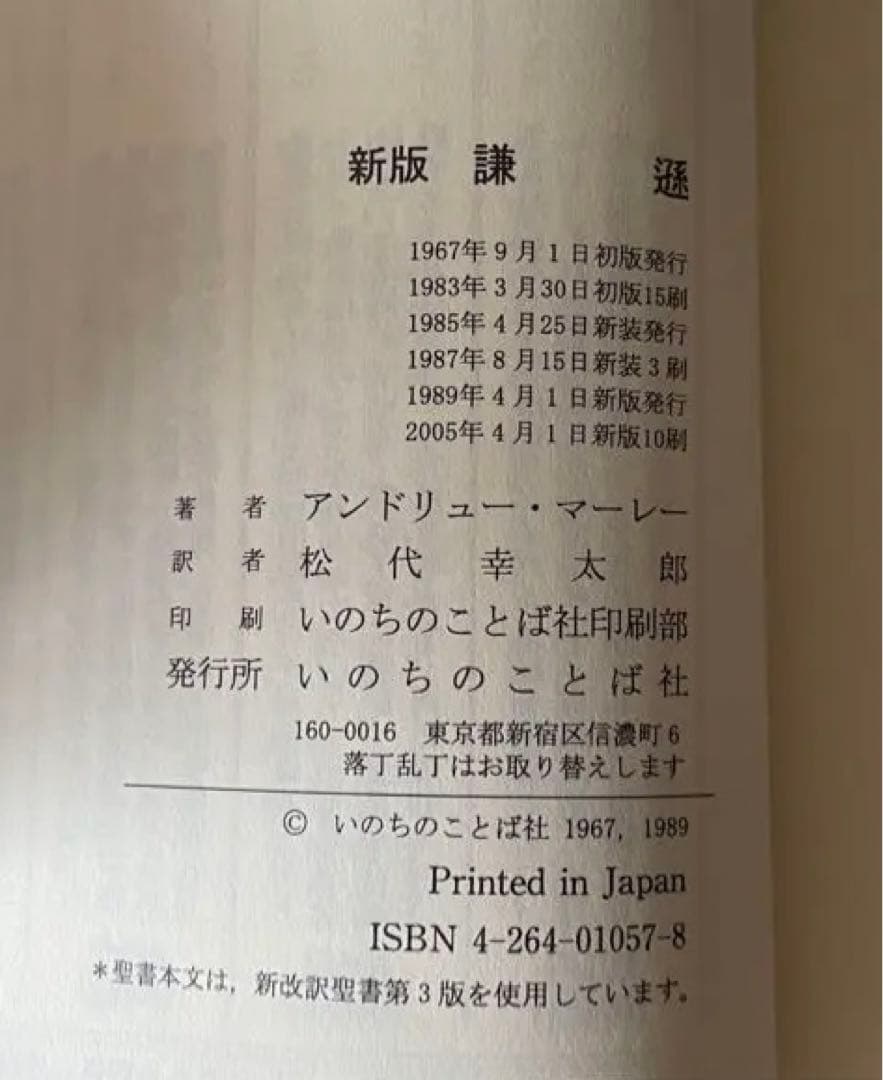 新版 謙 遜
1967年9月1日初版発行
1983年3月30日初版15刷
1985年4月25日新装発行
1987年8月15日新装3刷
1989年4月1日新版発行
2005年4月1日新版10刷
著 者 アンドリュー・マーレー
訳 者 松代幸太郎
印 刷 いのちのことば社印刷部
発行所 いのちのことば社
160-0016 東京都新宿区信濃町6
落丁乱丁はお取り替えします
© いのちのことば社 1967, 1989
Printed in Japan
ISBN 4-264-01057-8
*聖書本文は,新改訳聖書第3版を使用しています。